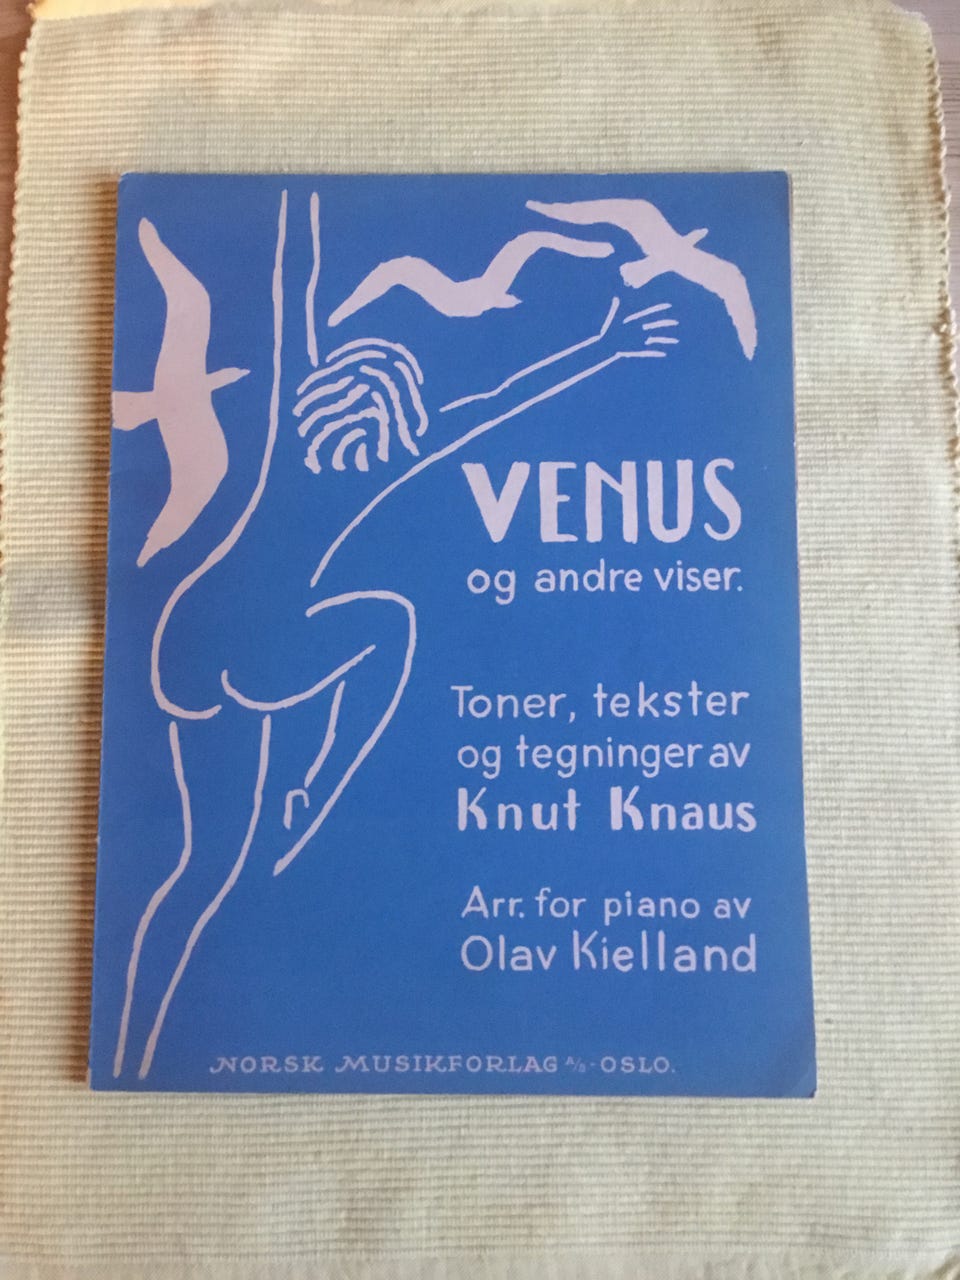 VENUS
og andre viser.
Toner, tekster
og tegninger av
Knut Knaus
Arr. for piano av
Olav Kielland
NORSK MUSIKFORLAG A/S - OSLO.